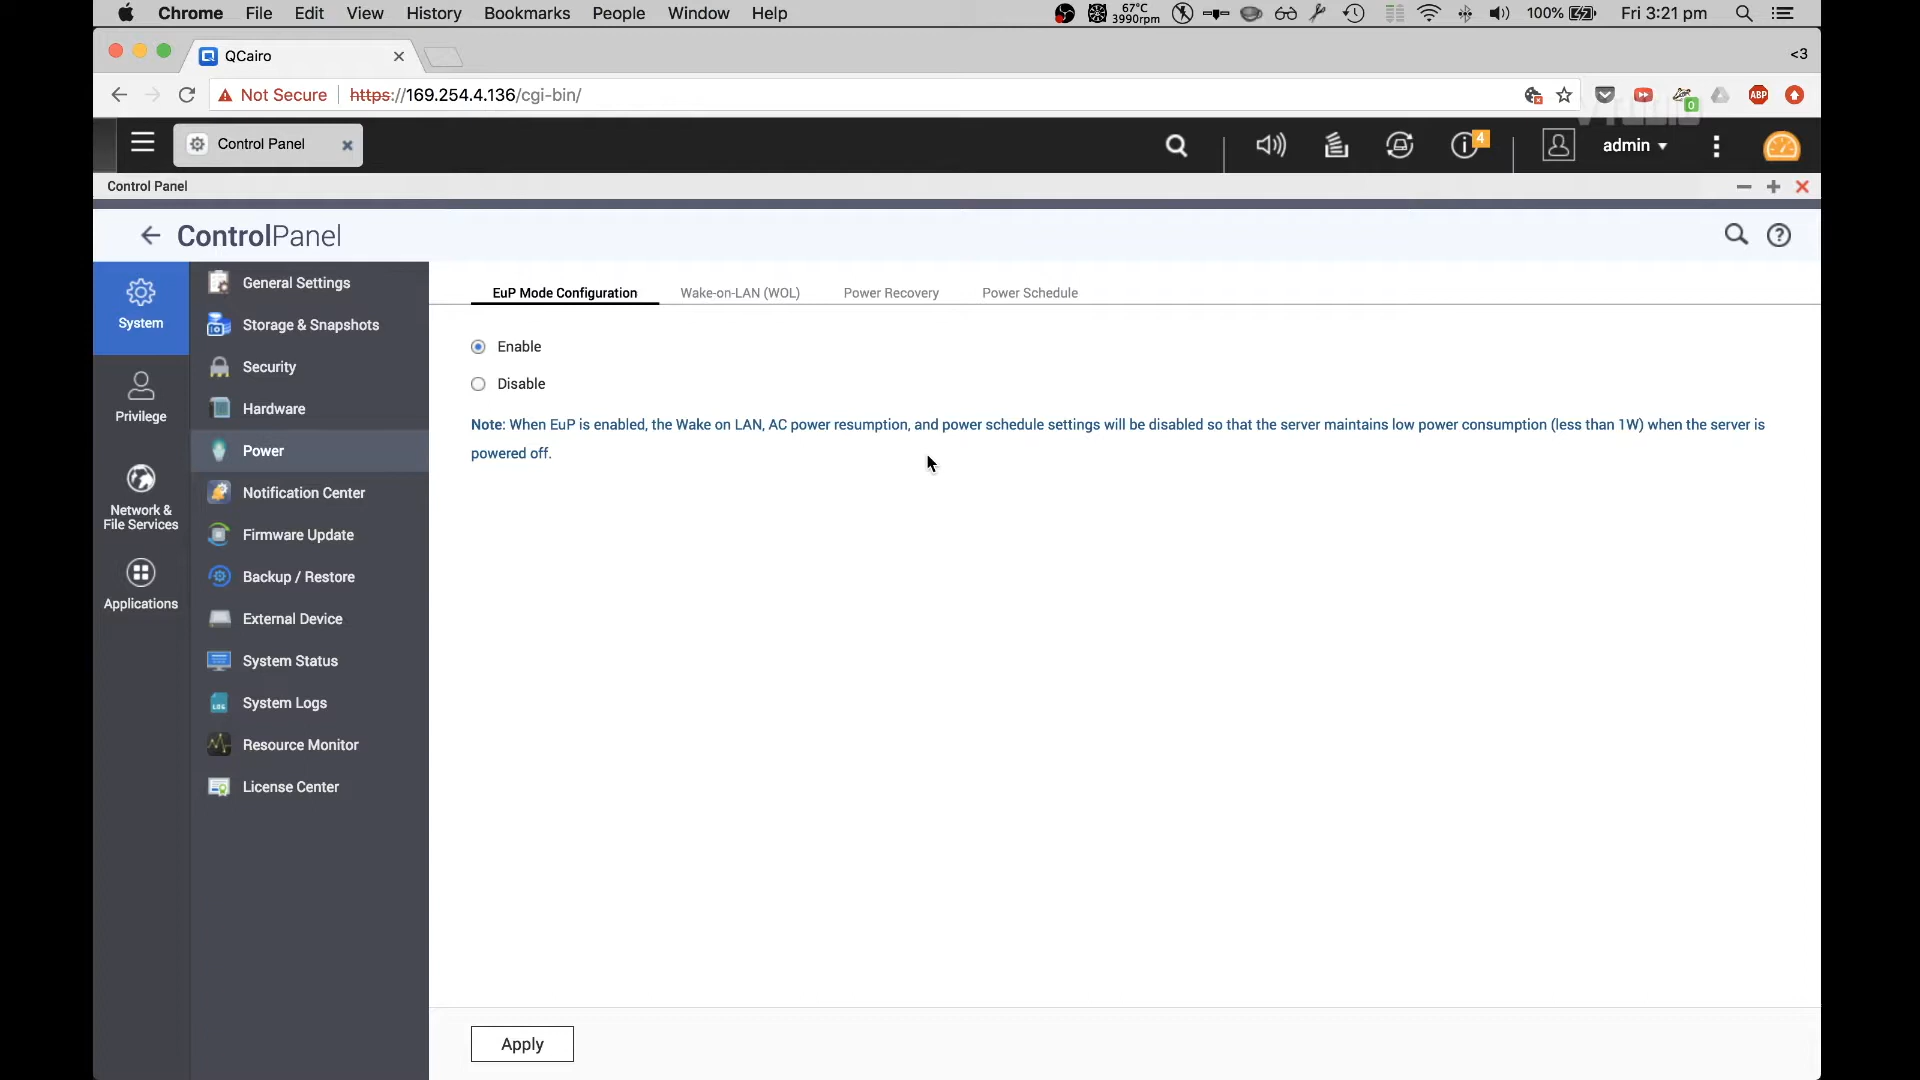 Chrome File Edit View History Bookmarks People Window Help 67°C 3990rpm 100% Fri 3:21 pm
QCairo <3
Not Secure https://169.254.4.136/cgi-bin/ 0 ABP
Control Panel 4 admin
Control Panel
ControlPanel
System
Privilege
Network &
File Services
Applications
General Settings
Storage & Snapshots
Security
Hardware
Power
Notification Center
Firmware Update
Backup / Restore
External Device
System Status
LOG System Logs
Resource Monitor
License Center
EuP Mode Configuration Wake-on-LAN (WOL) Power Recovery Power Schedule
Enable
Disable
Note: When EuP is enabled, the Wake on LAN, AC power resumption, and power schedule settings will be disabled so that the server maintains low power consumption (less than 1W) when the server is
powered off.
Apply